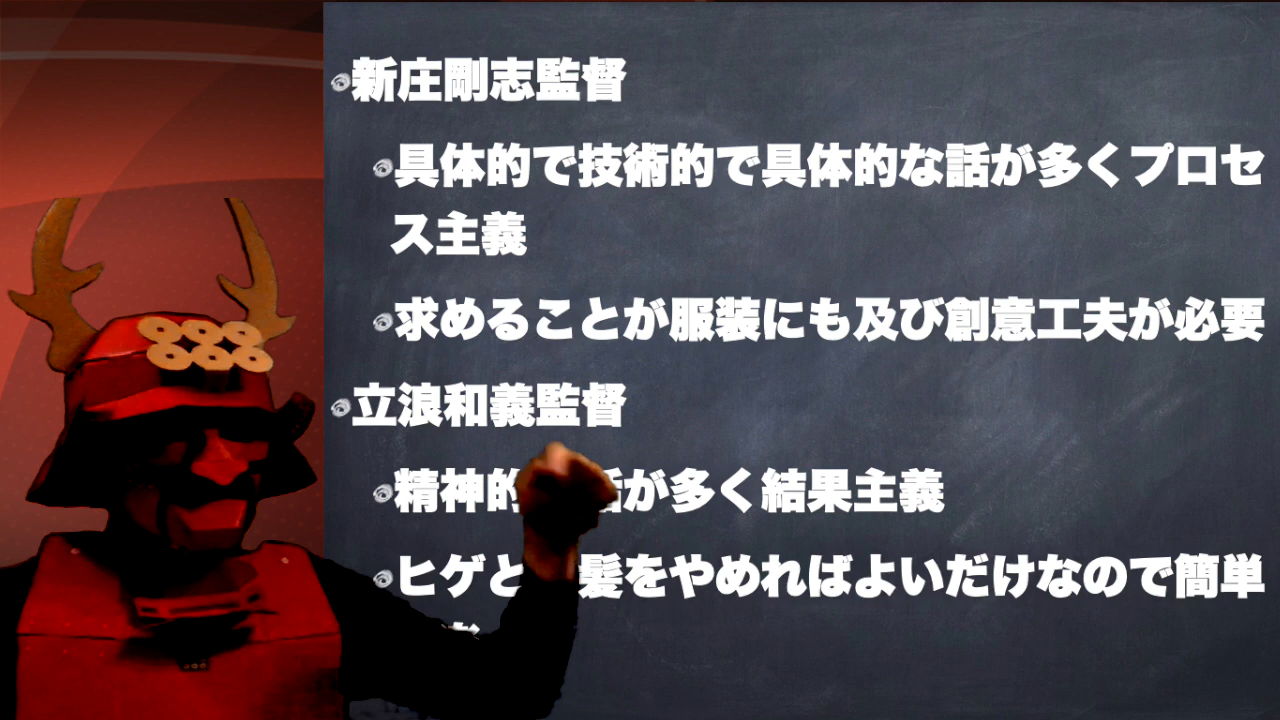 新庄剛志監督
具体的で技術的で具体的な話が多くプロセ
ス主義
求めることが服装にも及び創意工夫が必要
立浪和義監督
精神的 話が多く結果主義
ヒゲと 髪をやめればよいだけなので簡単